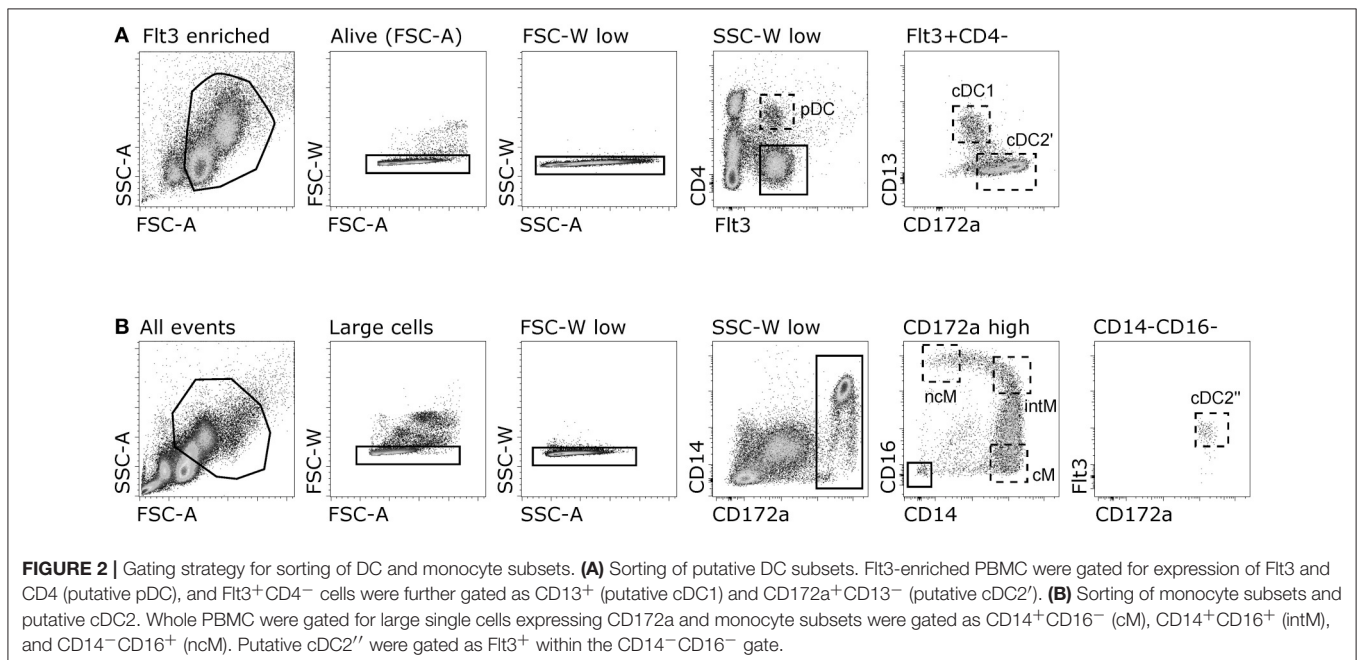 A Flt3 enriched
Alive (FSC-A)
FSC-W low
SSC-W low
Flt3+CD4-
SSC-A
FSC-A
FSC-W
FSC-A
SSC-W
SSC-A
CD4
pDC
Flt3
CD13
cDC1
cDC2'
CD172a
B All events
Large cells
FSC-W low
SSC-W low
CD172a high
CD14-CD16-
SSC-A
FSC-A
FSC-W
FSC-A
SSC-W
SSC-A
CD14
CD172a
CD16
ncM
intM
cM
CD14
Flt3
cDC2"
CD172a
FIGURE 2 | Gating strategy for sorting of DC and monocyte subsets. (A) Sorting of putative DC subsets. Flt3-enriched PBMC were gated for expression of Flt3 and
CD4 (putative pDC), and Flt3+CD4− cells were further gated as CD13+ (putative cDC1) and CD172a+CD13− (putative cDC2′). (B) Sorting of monocyte subsets and
putative cDC2. Whole PBMC were gated for large single cells expressing CD172a and monocyte subsets were gated as CD14+CD16− (cM), CD14+CD16+ (intM),
and CD14−CD16+ (ncM). Putative cDC2′′ were gated as Flt3+ within the CD14−CD16− gate.